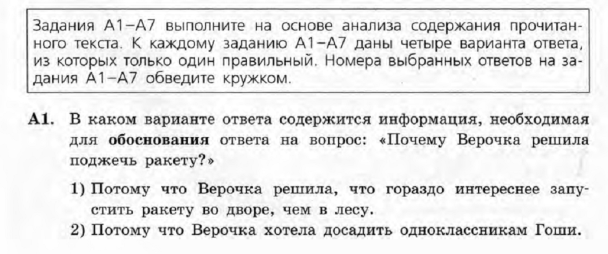 Задания А1–А7 выполните на основе анализа содержания прочитан-
ного текста. К каждому заданию А1–А7 даны четыре варианта ответа,
из которых только один правильный. Номера выбранных ответов на за-
дания А1–А7 обведите кружком.
А1. В каком варианте ответа содержится информация, необходимая
для обоснования ответа на вопрос: «Почему Верочка решила
поджечь ракету?»
1) Потому что Верочка решила, что гораздо интереснее запу-
стить ракету во дворе, чем в лесу.
2) Потому что Верочка хотела досадить одноклассникам Гоши.